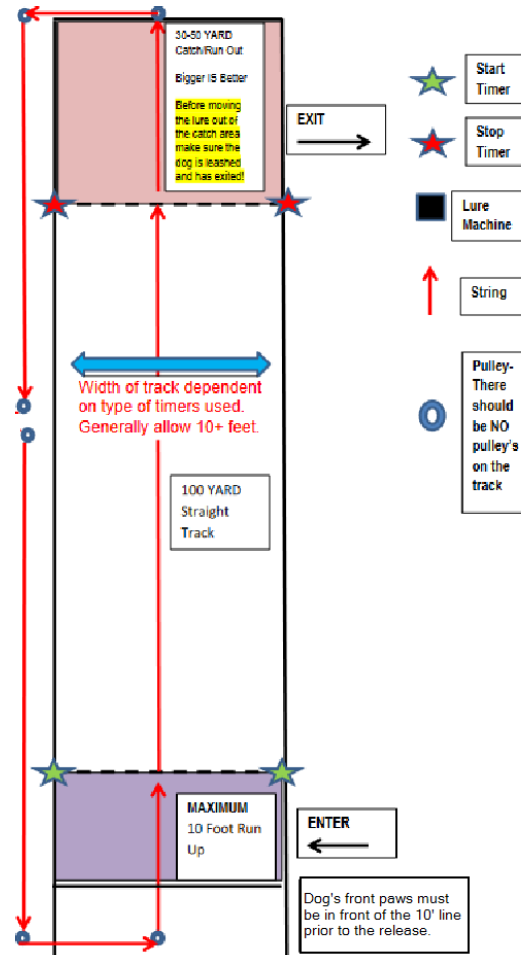 30-50 YARD
Catch/Run Out
Bigger IS Better
Before moving
the lure out of
the catch area
make sure the
dog is leashed
and has exited!
EXIT
Start
Timer
Stop
Timer
Lure
Machine
String
Pulley-
There
should
be NO
pulley's
on the
track
Width of track dependent
on type of timers used.
Generally allow 10+ feet.
100 YARD
Straight
Track
MAXIMUM
10 Foot Run
Up
ENTER
Dog's front paws must
be in front of the 10' line
prior to the release.